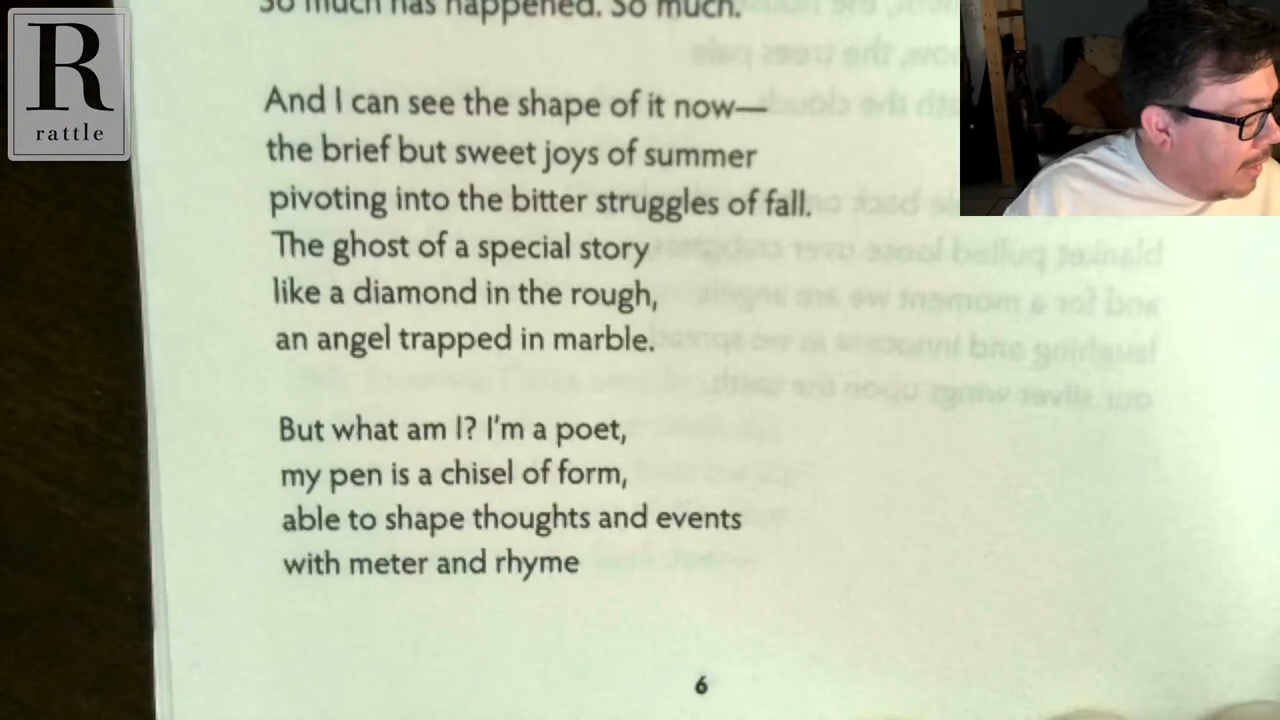 R
rattle
So much has happened. So much.
And I can see the shape of it now—
the brief but sweet joys of summer
pivoting into the bitter struggles of fall.
The ghost of a special story
like a diamond in the rough,
an angel trapped in marble.
But what am I? I'm a poet,
my pen is a chisel of form,
able to shape thoughts and events
with meter and rhyme
6